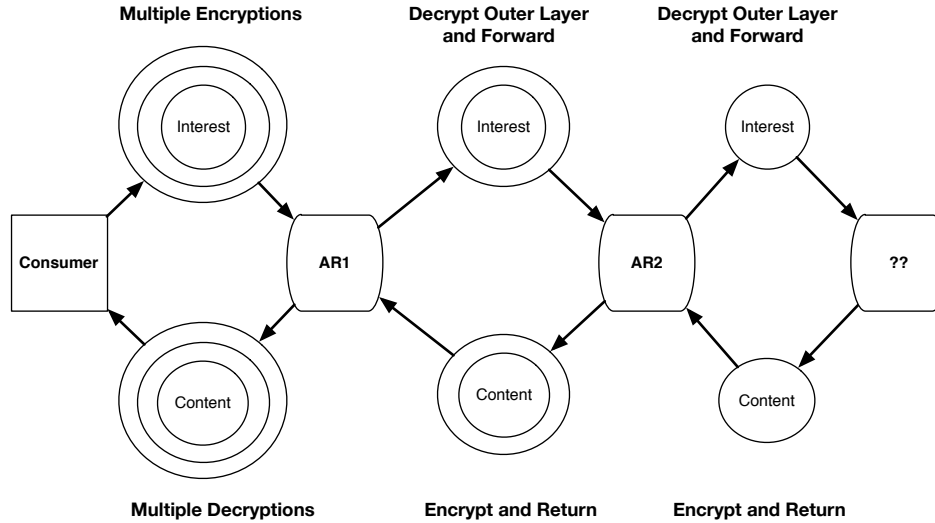 Multiple Encryptions
Decrypt Outer Layer
and Forward
Decrypt Outer Layer
and Forward
Interest
Interest
Interest
Consumer
AR1
AR2
??
Content
Content
Content
Multiple Decryptions
Encrypt and Return
Encrypt and Return